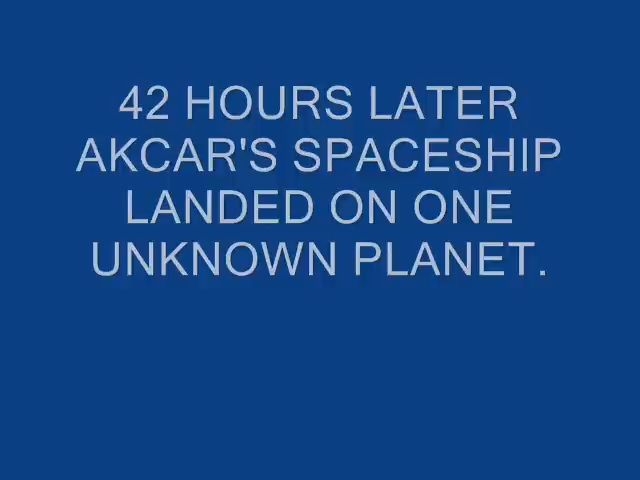 42 HOURS LATER
AKCAR'S SPACESHIP
LANDED ON ONE
UNKNOWN PLANET.